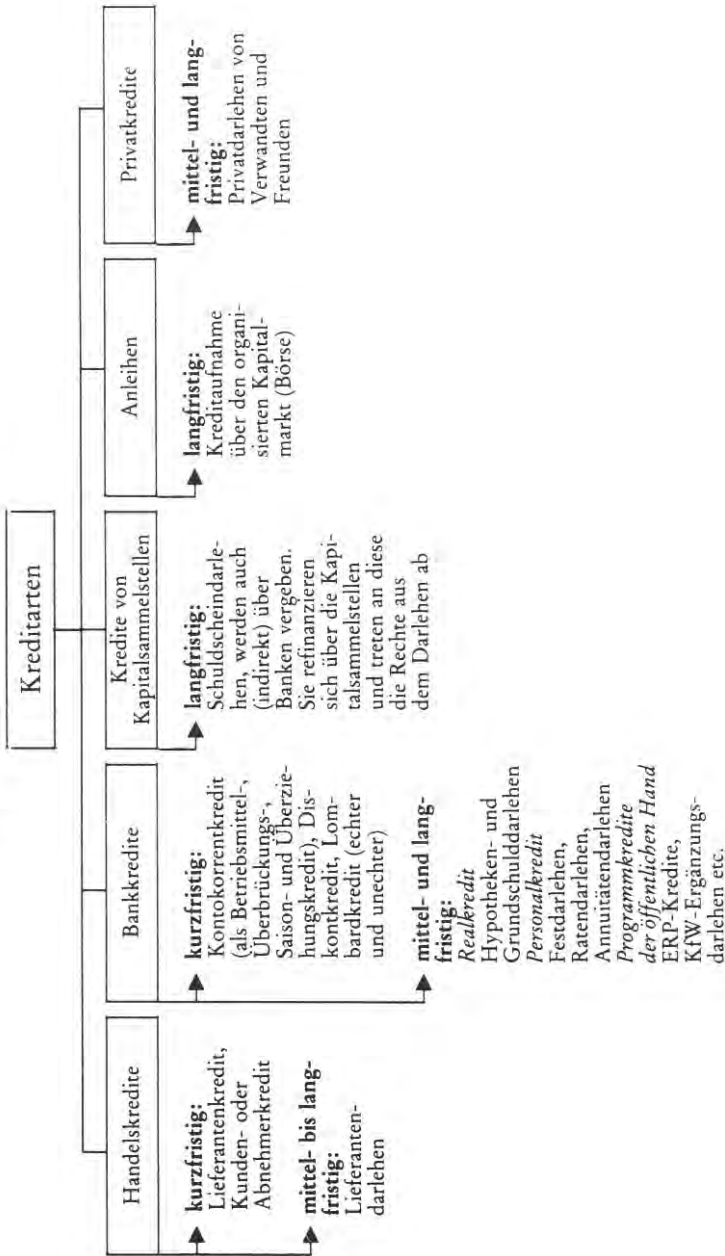 Kreditarten
Handelskredite
kurzfristig:
Lieferantenkredit,
Kunden- oder
Abnehmerkredit
mittel- bis lang-
fristig:
Lieferanten-
darlehen
Bankkredite
kurzfristig:
Kontokorrentkredit
(als Betriebsmittel-,
Überbrückungs-,
Saison- und Überzie-
hungskredit), Dis-
kontkredit, Lom-
bardkredit (echter
und unechter)
mittel- und lang-
fristig:
Realkredit
Hypotheken- und
Grundschulddarlehen
Personalkredit
Festdarlehen,
Ratendarlehen,
Annuitätendarlehen
Programmkredite
der öffentlichen Hand
ERP-Kredite,
KfW-Ergänzungs-
darlehen etc.
Kredite von
Kapitalsammelstellen
langfristig:
Schuldscheindarle-
hen, werden auch
(indirekt) über
Banken vergeben.
Sie refinanzieren
sich über die Kapi-
talsammelstellen
und treten an diese
die Rechte aus
dem Darlehen ab
Anleihen
langfristig:
Kreditaufnahme
über den organi-
sierten Kapital-
markt (Börse)
Privatkredite
mittel- und lang-
fristig:
Privatdarlehen von
Verwandten und
Freunden